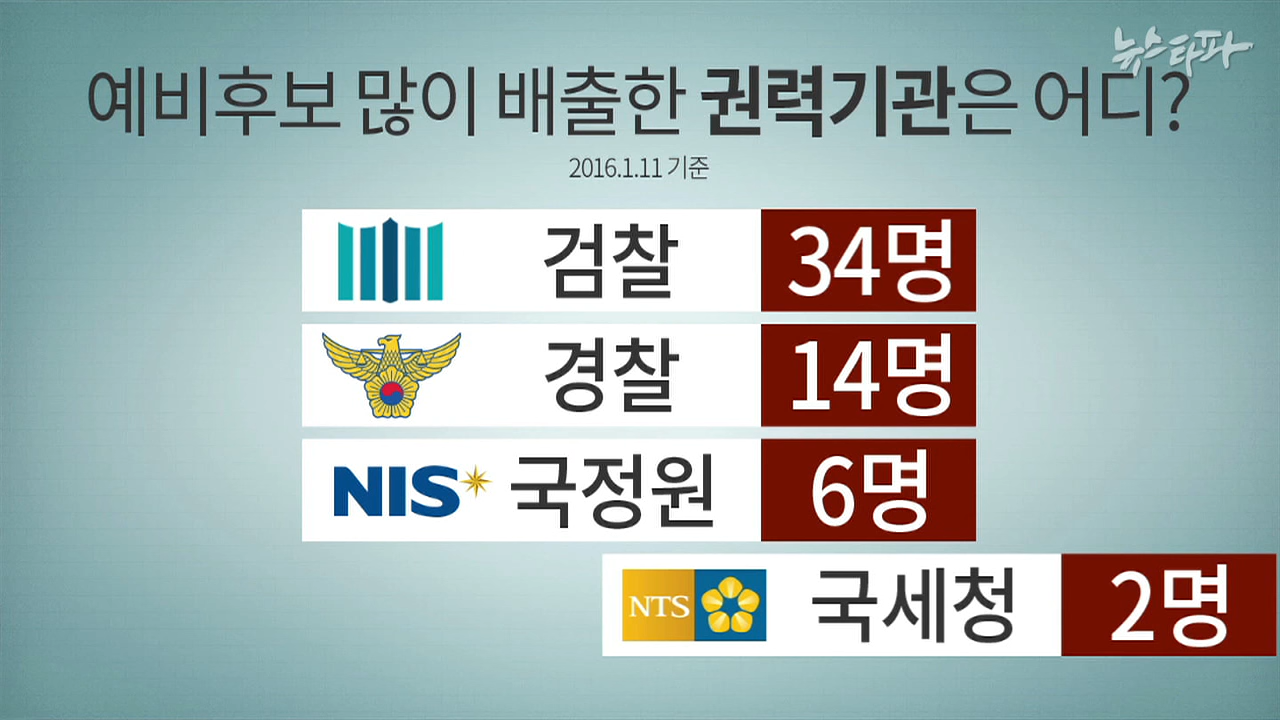 뉴스타파
예비후보 많이 배출한 권력기관은 어디?
2016.1.11 기준
검찰 34명
경찰 14명
NIS 국정원 6명
NTS 국세청 2명